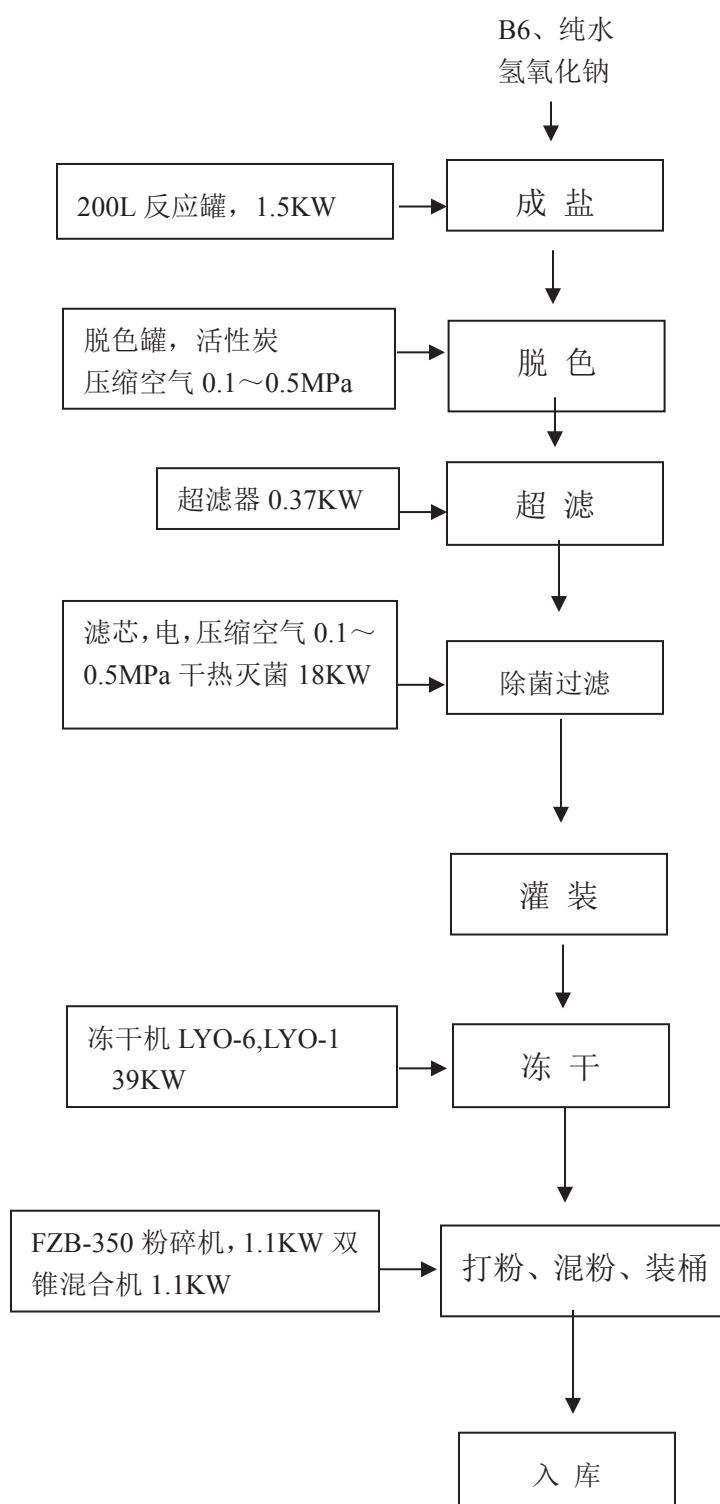 B6、纯水
氢氧化钠
200L 反应罐，1.5KW
成 盐
脱色罐，活性炭
压缩空气 0.1～0.5MPa
脱 色
超滤器 0.37KW
超 滤
滤芯，电，压缩空气 0.1～
0.5MPa 干热灭菌 18KW
除菌过滤
灌 装
冻干机 LYO-6,LYO-1
39KW
冻 干
FZB-350 粉碎机，1.1KW 双
锥混合机 1.1KW
打粉、混粉、装桶
入 库